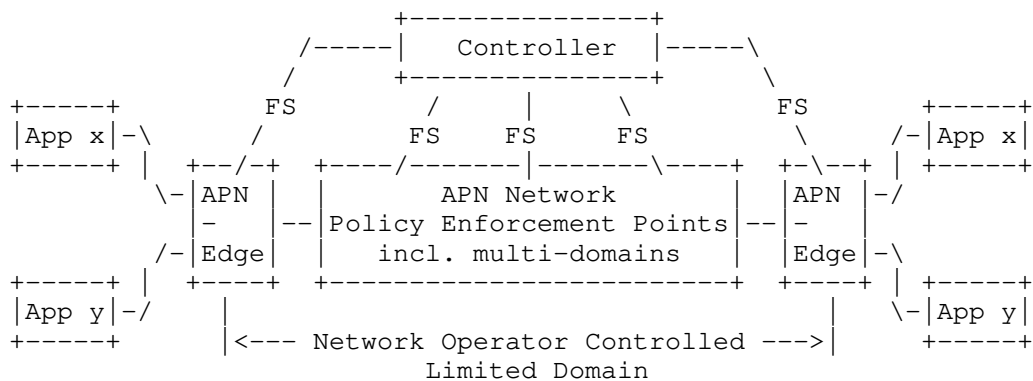 Controller
FS FS
App x FS FS FS App x
APN APN Network APN
- Policy Enforcement Points -
Edge incl. multi-domains Edge
App y App y
<--- Network Operator Controlled --->
Limited Domain